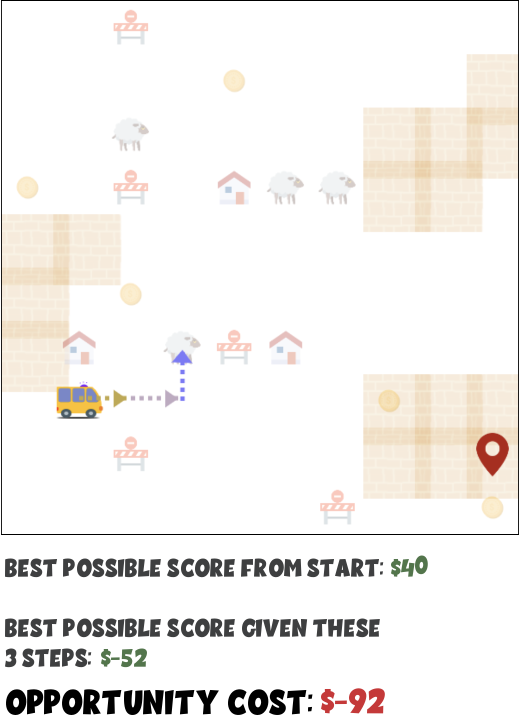 BEST POSSIBLE SCORE FROM START: $40
BEST POSSIBLE SCORE GIVEN THESE
3 STEPS: $-52
OPPORTUNITY COST: $-92